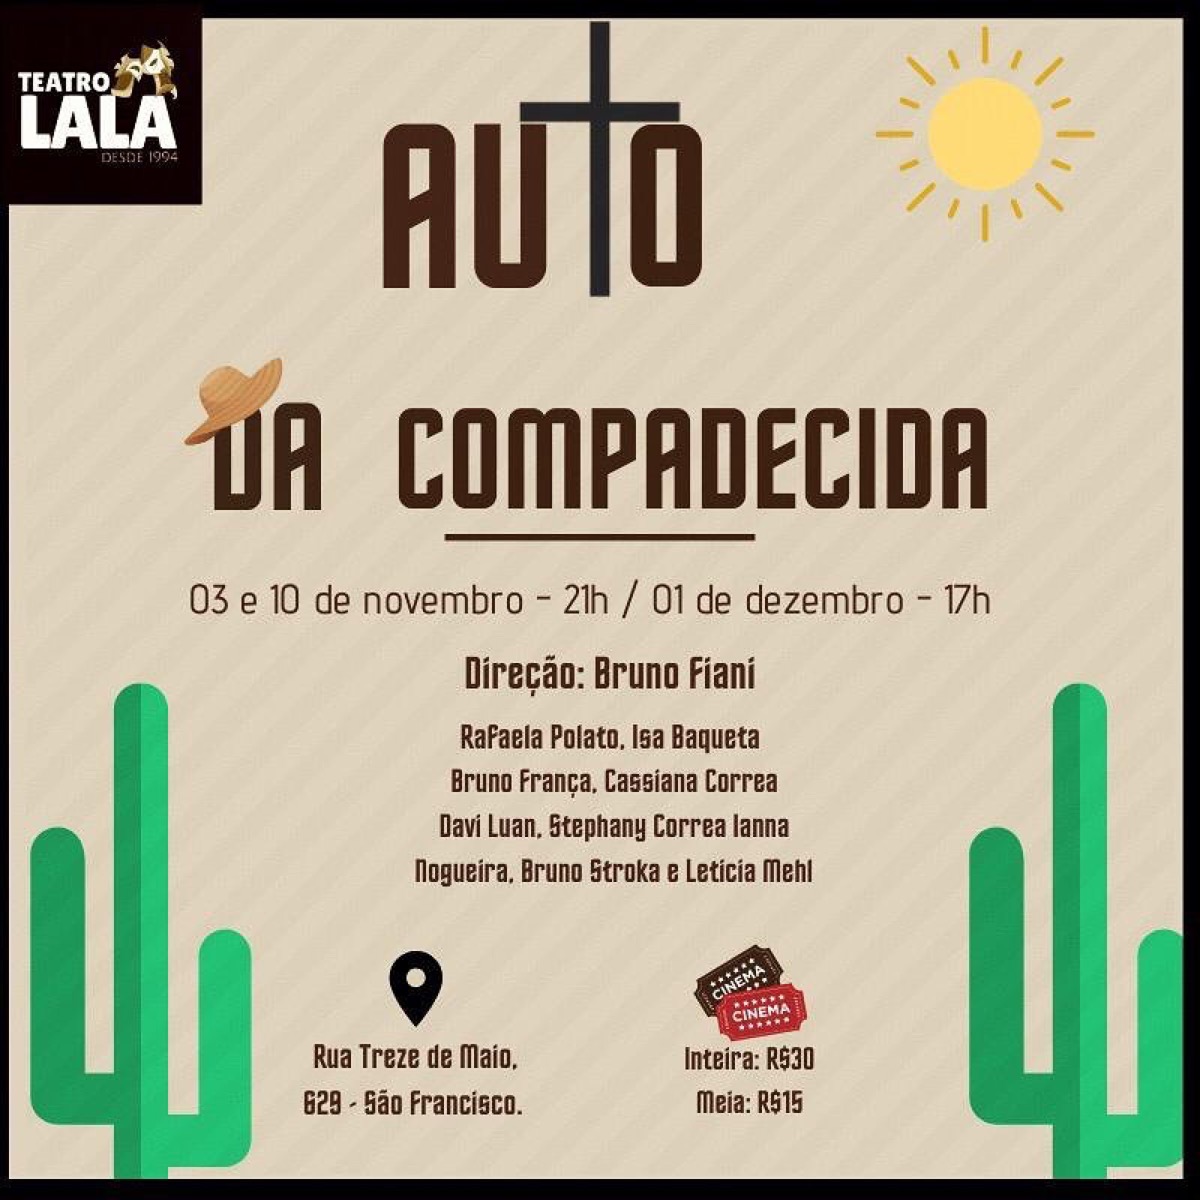 TEATRO
LALA
DESDE 1994
AUTO
DA COMPADECIDA
03 e 10 de novembro - 21h / 01 de dezembro - 17h
Direção: Bruno Fiani
Rafaela Polato, Isa Baqueta
Bruno França, Cassiana Correa
Davi Luan, Stephany Correa Ianna
Nogueira, Bruno Stroka e Leticia Mehl
CINEMA
CINEMA
Rua Treze de Maio,
629 - São Francisco.
Inteira: R$30
Meia: R$15